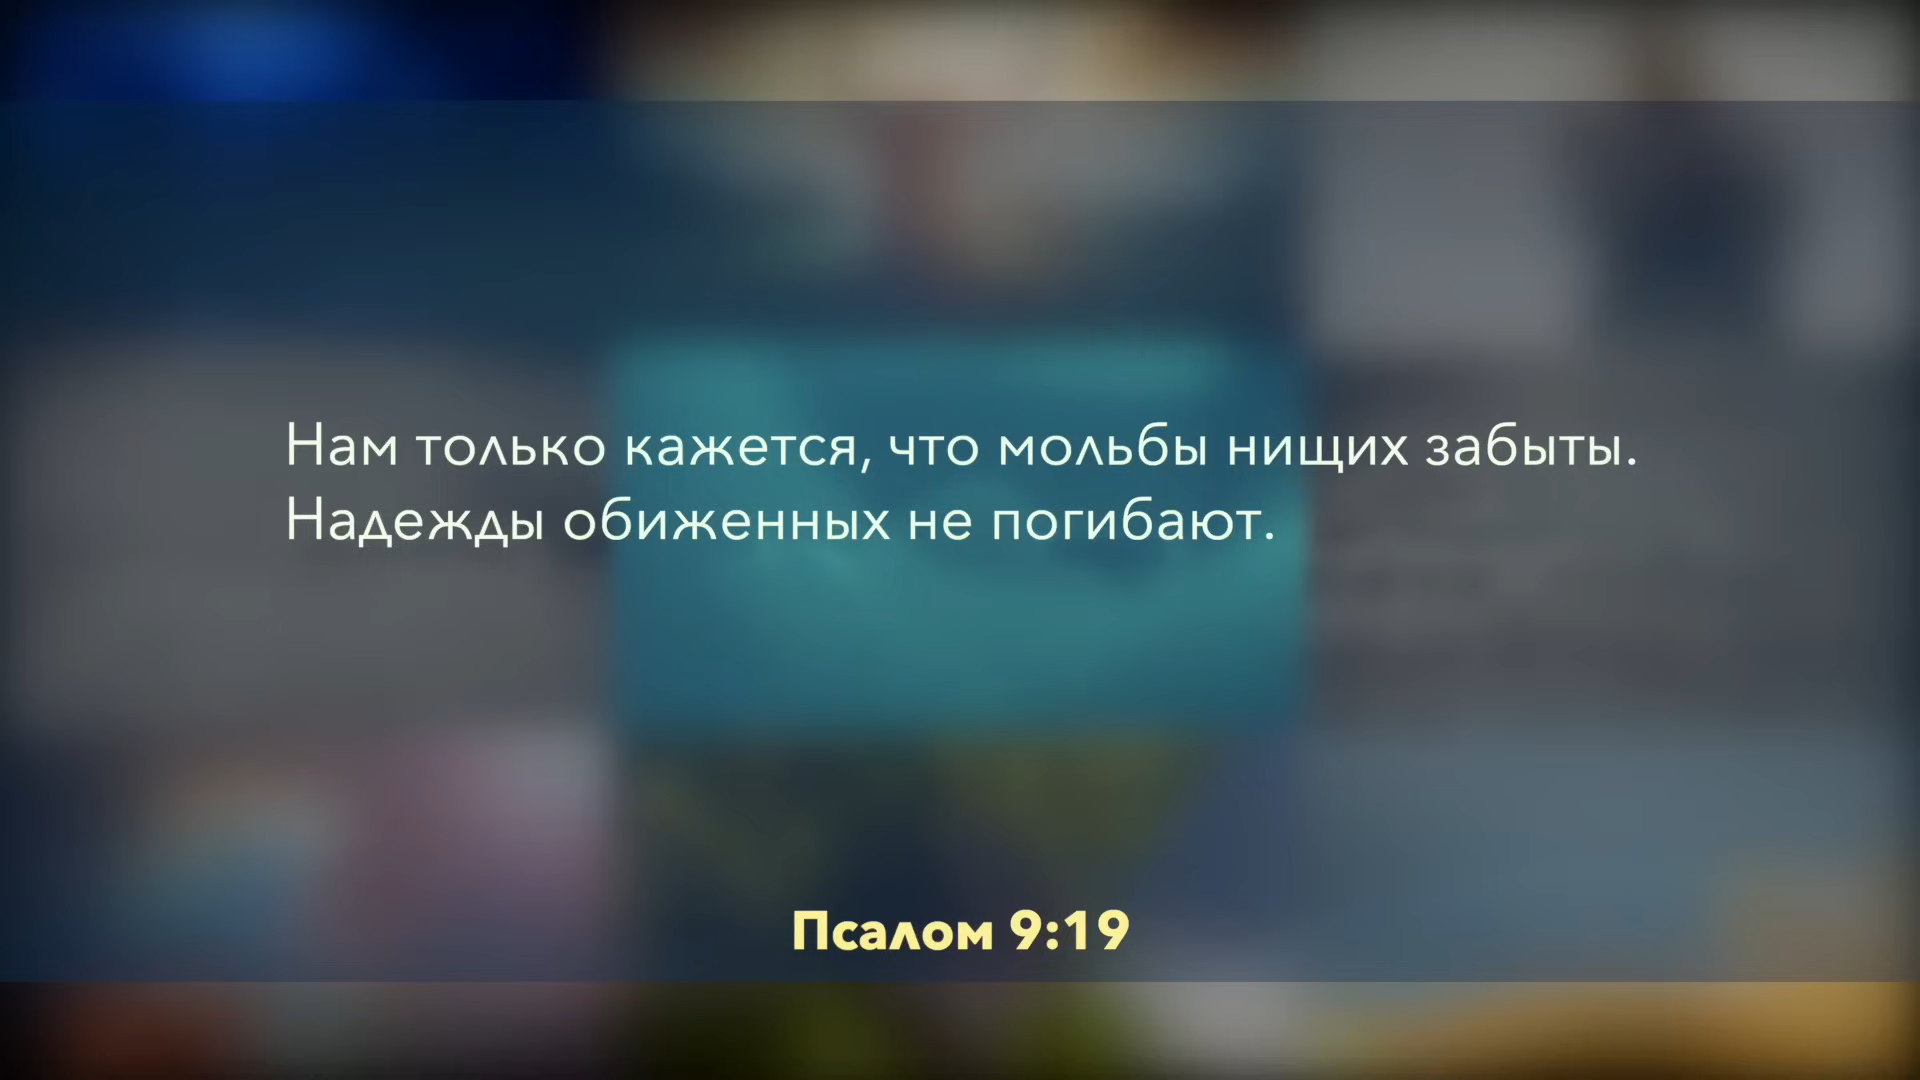 Нам только кажется, что мольбы нищих забыты.
Надежды обиженных не погибают.
Псалом 9:19